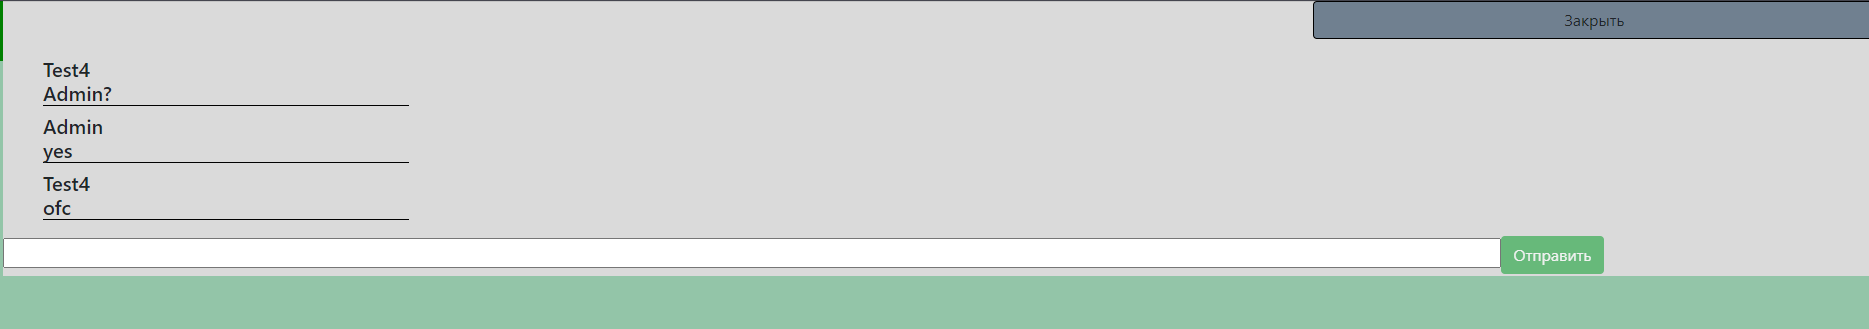 Закрыть
Test4
Admin?
Admin
yes
Test4
ofc
Отправить